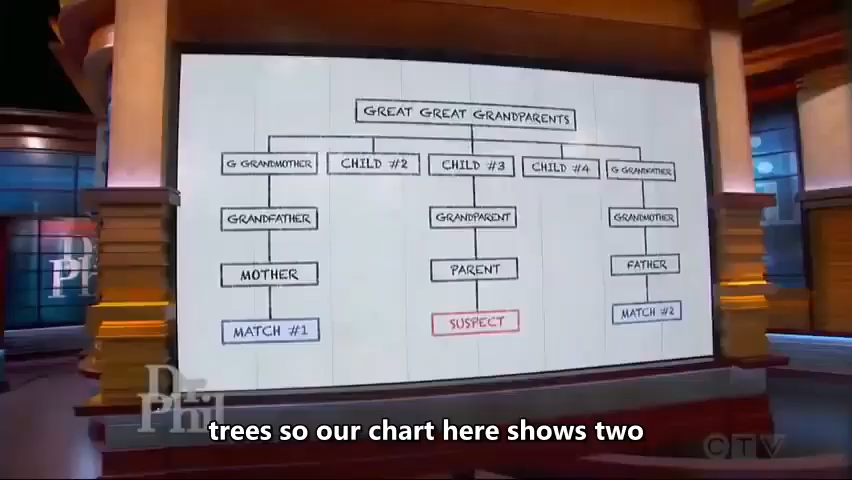 GREAT GREAT GRANDPARENTS
G GRANDMOTHER
CHILD #2
CHILD #3
CHILD #4
G GRANDFATHER
GRANDFATHER
GRANDPARENT
GRANDMOTHER
MOTHER
PARENT
FATHER
MATCH #1
SUSPECT
MATCH #2
Dr. Phil
Dr. Phil
trees so our chart here shows two
CTV